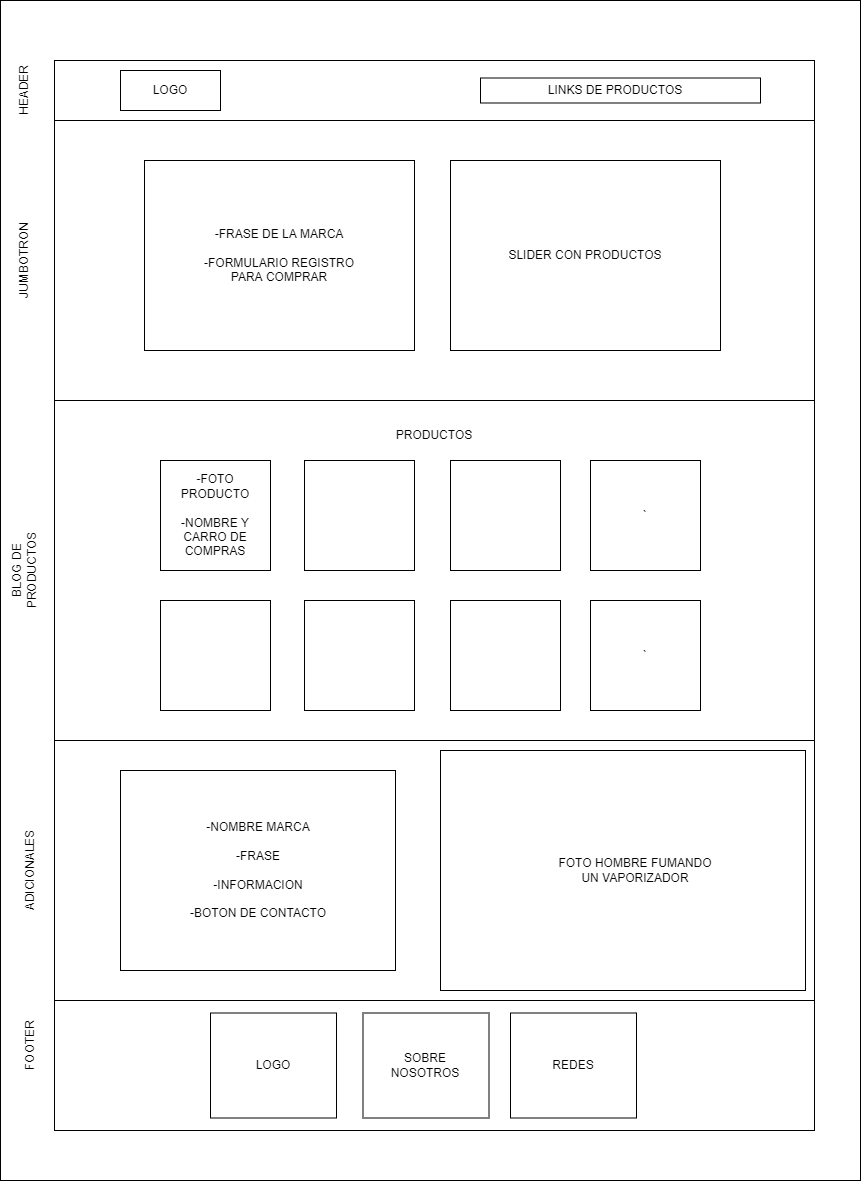 HEADER
LOGO
LINKS DE PRODUCTOS
JUMBOTRON
-FRASE DE LA MARCA
-FORMULARIO REGISTRO
PARA COMPRAR
SLIDER CON PRODUCTOS
BLOG DE
PRODUCTOS
PRODUCTOS
-FOTO
PRODUCTO
-NOMBRE Y
CARRO DE
COMPRAS
`
`
ADICIONALES
-NOMBRE MARCA
-FRASE
-INFORMACION
-BOTON DE CONTACTO
FOTO HOMBRE FUMANDO
UN VAPORIZADOR
FOOTER
LOGO
SOBRE
NOSOTROS
REDES